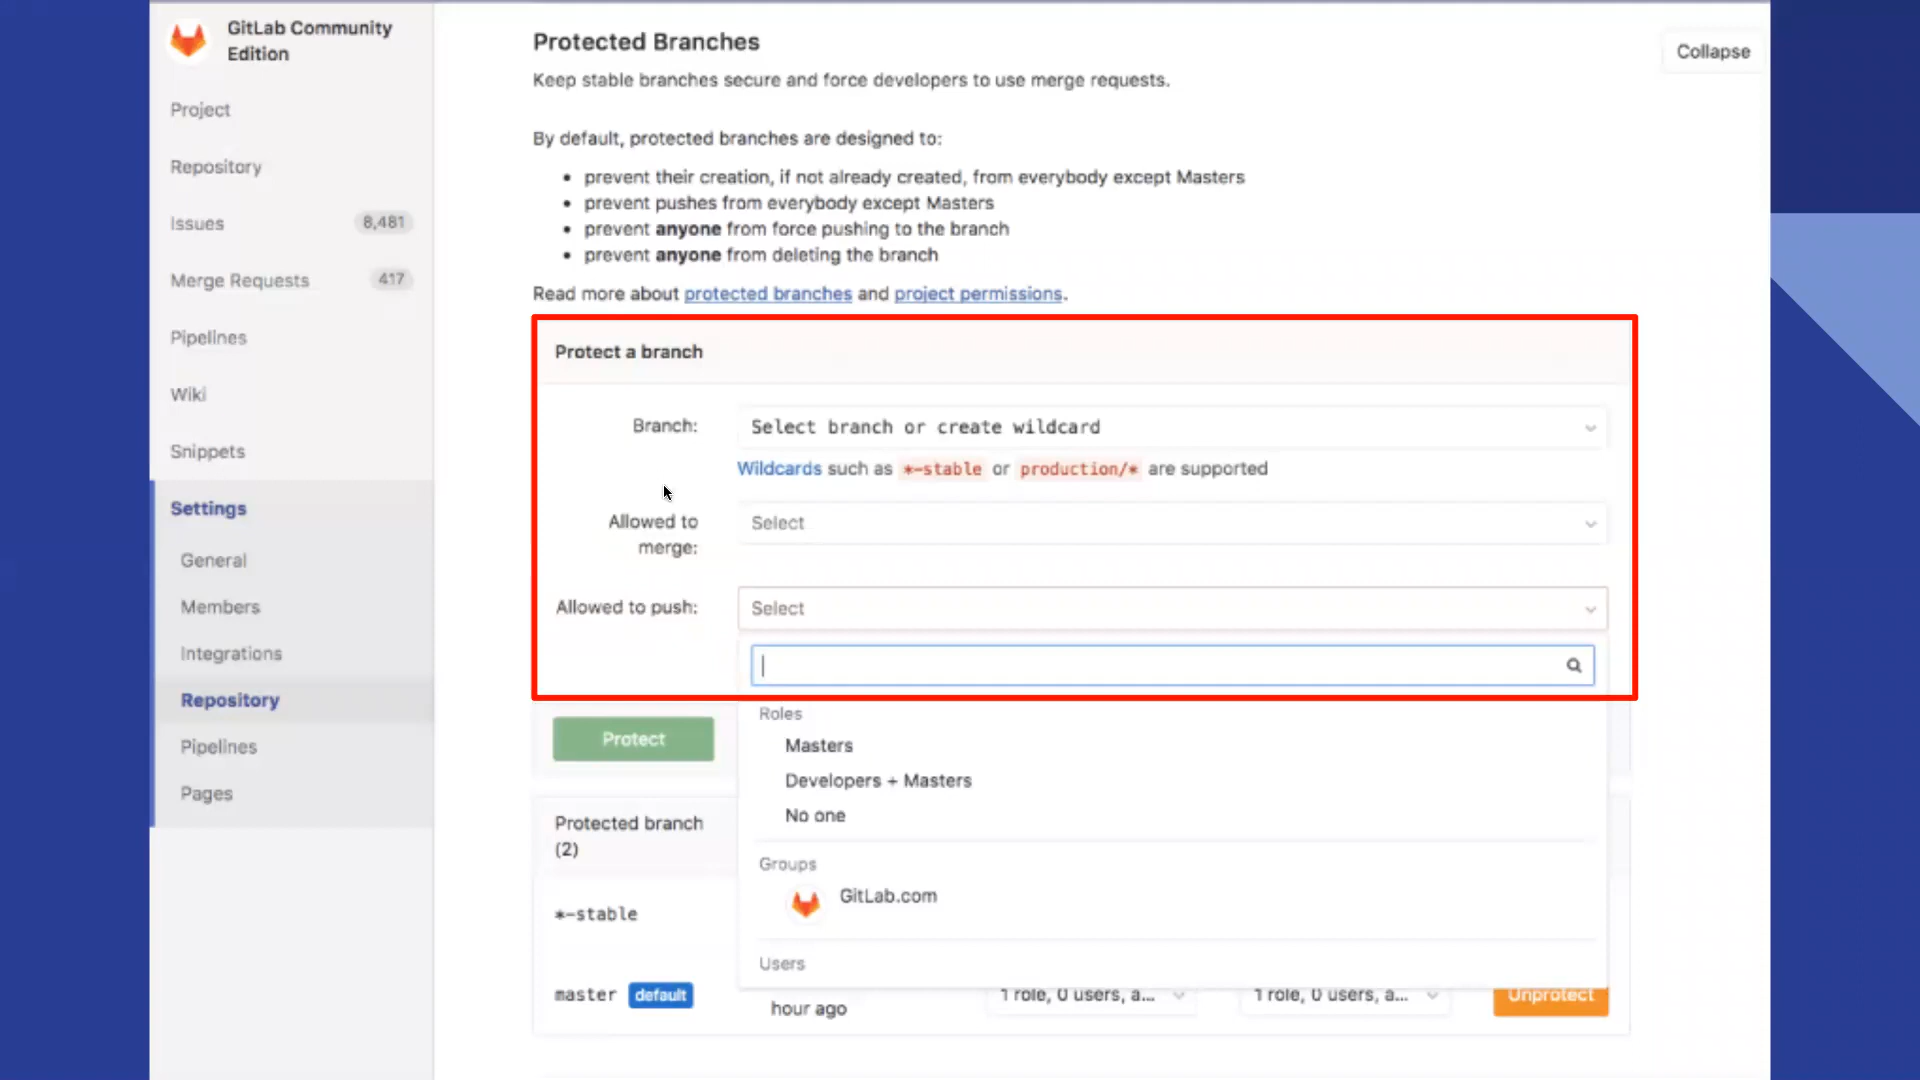 GitLab Community
Edition
Project
Repository
Issues 8,481
Merge Requests 417
Pipelines
Wiki
Snippets
Settings
General
Members
Integrations
Repository
Pipelines
Pages
Protected Branches
Collapse
Keep stable branches secure and force developers to use merge requests.
By default, protected branches are designed to:
• prevent their creation, if not already created, from everybody except Masters
• prevent pushes from everybody except Masters
• prevent anyone from force pushing to the branch
• prevent anyone from deleting the branch
Read more about protected branches and project permissions.
Protect a branch
Branch: Select branch or create wildcard
Wildcards such as *-stable or production/* are supported
Allowed to
merge:
Select
Allowed to push: Select
Roles
Masters
Developers + Masters
No one
Groups
GitLab.com
Users
Protect
Protected branch
(2)
*-stable
master default
hour ago
1 role, 0 users, a...
1 role, 0 users, a...
Unprotect